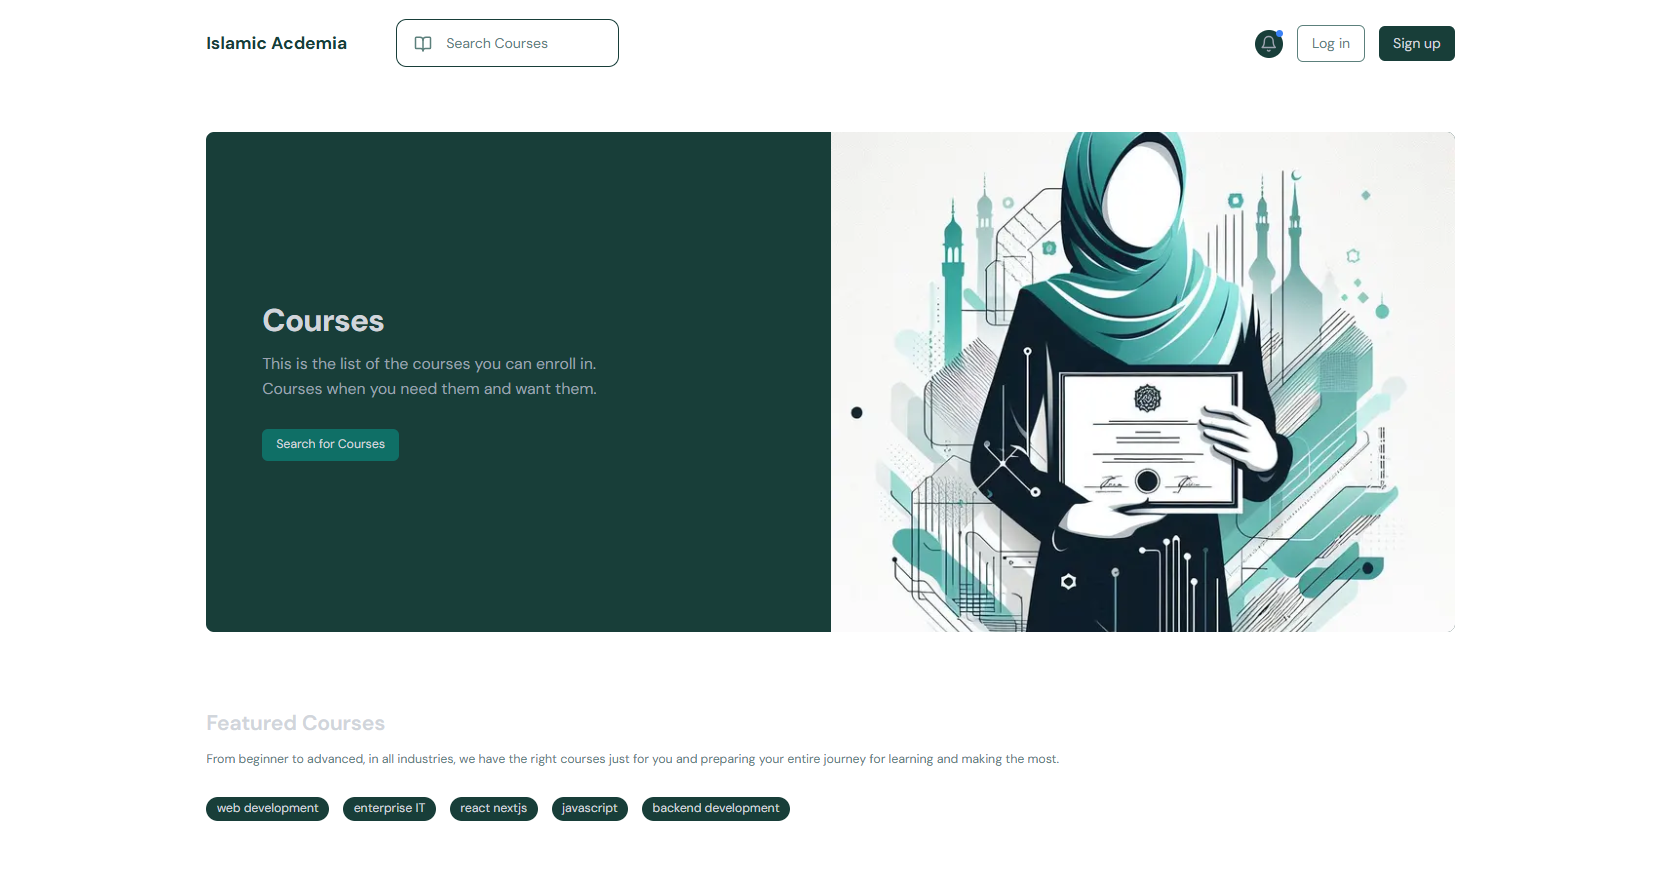 Islamic Acdemia
Search Courses
Log in
Sign up
Courses
This is the list of the courses you can enroll in.
Courses when you need them and want them.
Search for Courses
Featured Courses
From beginner to advanced, in all industries, we have the right courses just for you and preparing your entire journey for learning and making the most.
web development
enterprise IT
react nextjs
javascript
backend development